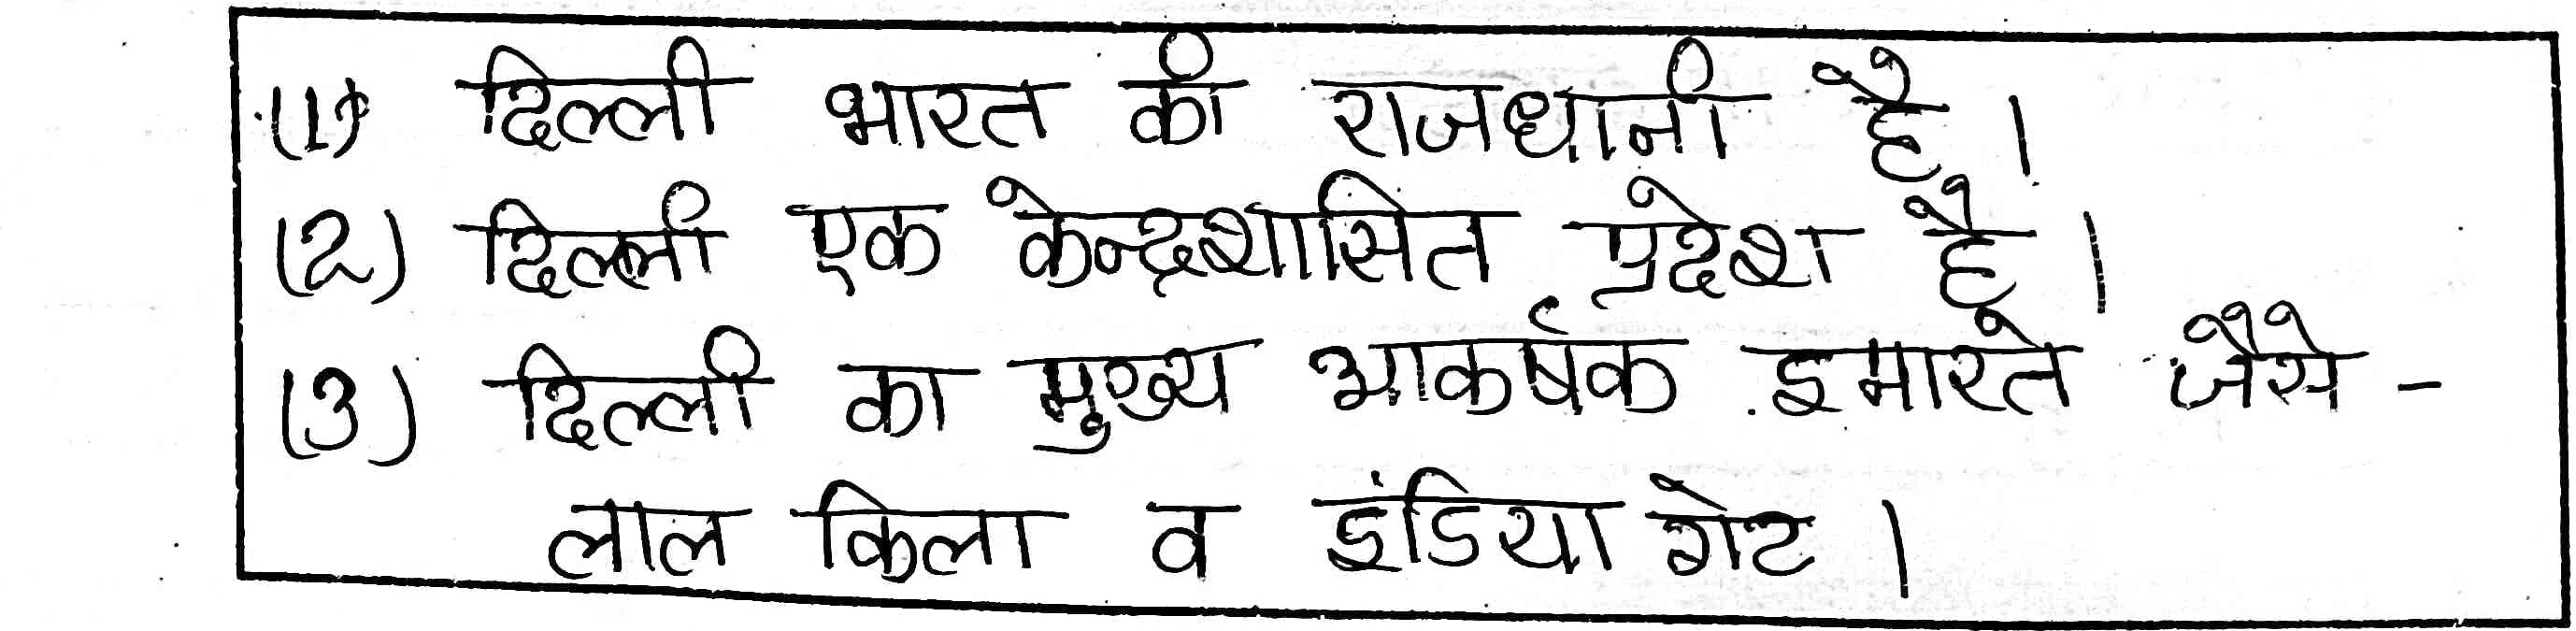 (1) दिल्ली भारत की राजधानी है।
(2) दिल्ली एक केन्द्रशासित प्रदेश है।
(3) दिल्ली का मुख्य आकर्षक इमारते जैसे -
लाल किला व इंडिया गेट।